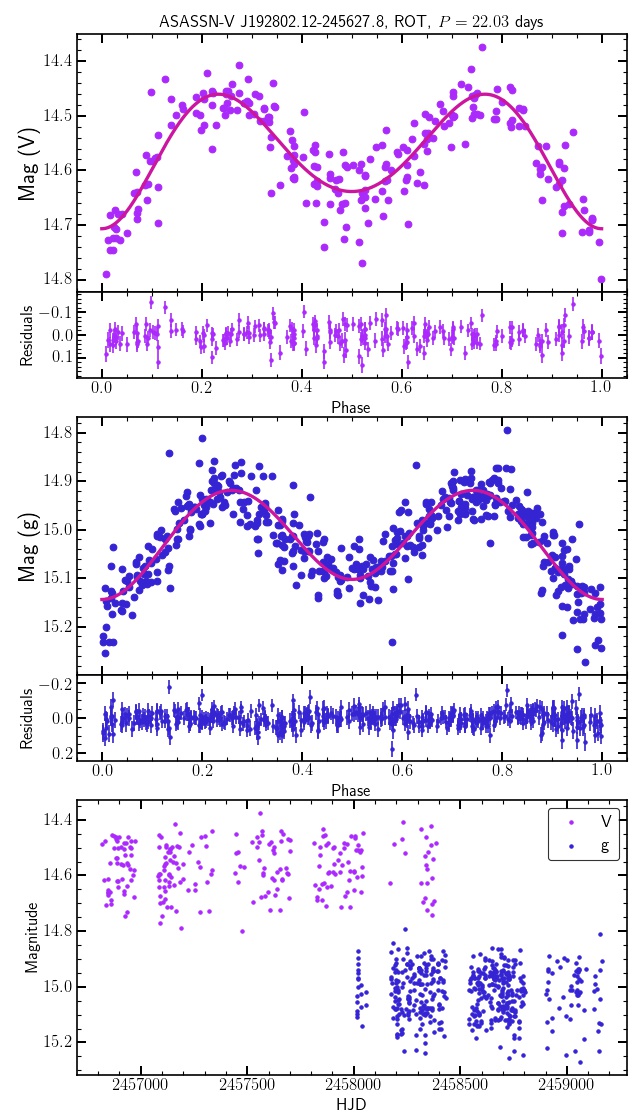 ASASSN-V J192802.12-245627.8, ROT, P = 22.03 days
14.4
14.5
14.6
14.7
14.8
Mag (V)
−0.1
0.0
0.1
Residuals
0.0 0.2 0.4 0.6 0.8 1.0
Phase
14.8
14.9
15.0
15.1
15.2
Mag (g)
−0.2
0.0
0.2
Residuals
0.0 0.2 0.4 0.6 0.8 1.0
Phase
V
g
14.4
14.6
14.8
15.0
15.2
Magnitude
2457000 2457500 2458000 2458500 2459000
HJD